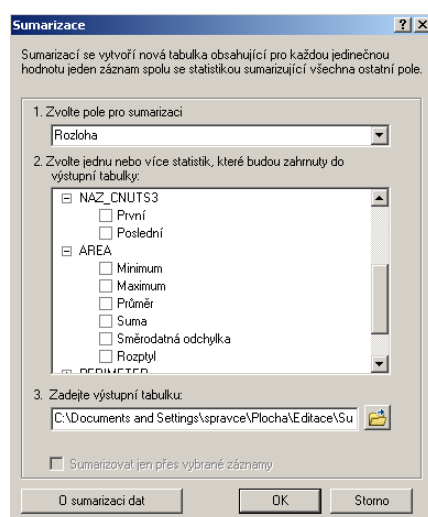 Sumarizace
Sumarizací se vytvoří nová tabulka obsahující pro každou jedinečnou
hodnotu jeden záznam spolu se statistikou sumarizující všechna ostatní pole.
1. Zvolte pole pro sumarizaci
Rozloha
2. Zvolte jednu nebo více statistik, které budou zahrnuty do
výstupní tabulky:
NAZ_CNUTS3
První
Poslední
AREA
Minimum
Maximum
Průměr
Suma
Směrodatná odchylka
Rozptyl
PERIMETER
3. Zadejte výstupní tabulku:
C:\Documents and Settings\spravce\Plocha\Editace\Su
Sumarizovat jen přes vybrané záznamy
O sumarizaci dat
OK
Storno